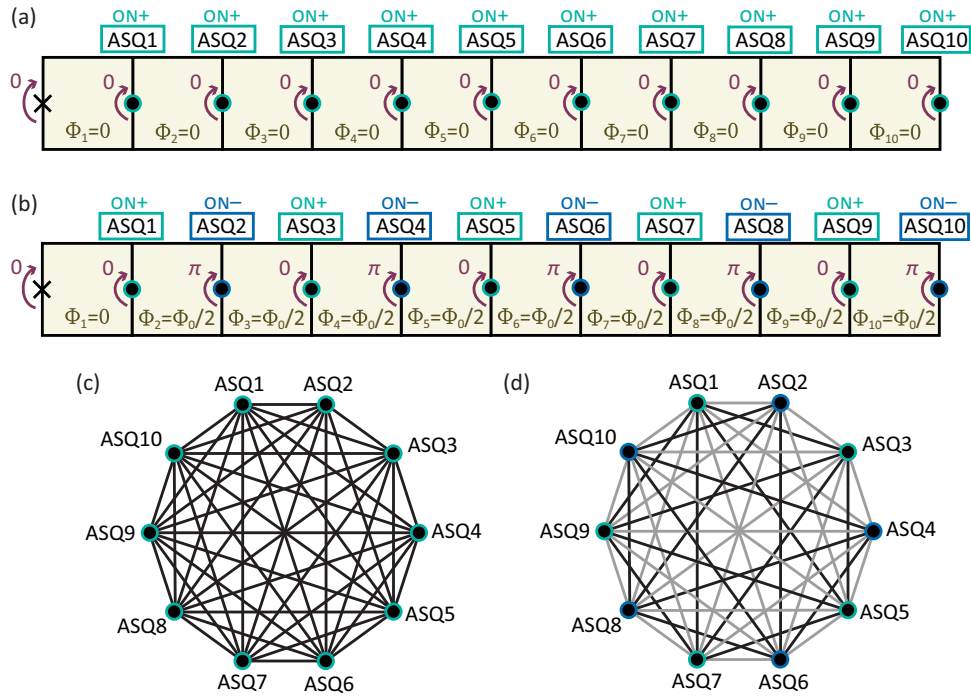 (a)
ON+ ON+ ON+ ON+ ON+ ON+ ON+ ON+ ON+ ON+
ASQ1 ASQ2 ASQ3 ASQ4 ASQ5 ASQ6 ASQ7 ASQ8 ASQ9 ASQ10
0 0 0 0 0 0 0 0 0 0 0
Φ₁=0 Φ₂=0 Φ₃=0 Φ₄=0 Φ₅=0 Φ₆=0 Φ₇=0 Φ₈=0 Φ₉=0 Φ₁₀=0
(b)
ON+ ON− ON+ ON− ON+ ON− ON+ ON− ON+ ON−
ASQ1 ASQ2 ASQ3 ASQ4 ASQ5 ASQ6 ASQ7 ASQ8 ASQ9 ASQ10
0 0 π 0 π 0 π 0 π 0 π
Φ₁=0 Φ₂=Φ₀/2 Φ₃=Φ₀/2 Φ₄=Φ₀/2 Φ₅=Φ₀/2 Φ₆=Φ₀/2 Φ₇=Φ₀/2 Φ₈=Φ₀/2 Φ₉=Φ₀/2 Φ₁₀=Φ₀/2
(c)
ASQ1 ASQ2
ASQ10 ASQ3
ASQ9 ASQ4
ASQ8 ASQ5
ASQ7 ASQ6
(d)
ASQ1 ASQ2
ASQ10 ASQ3
ASQ9 ASQ4
ASQ8 ASQ5
ASQ7 ASQ6